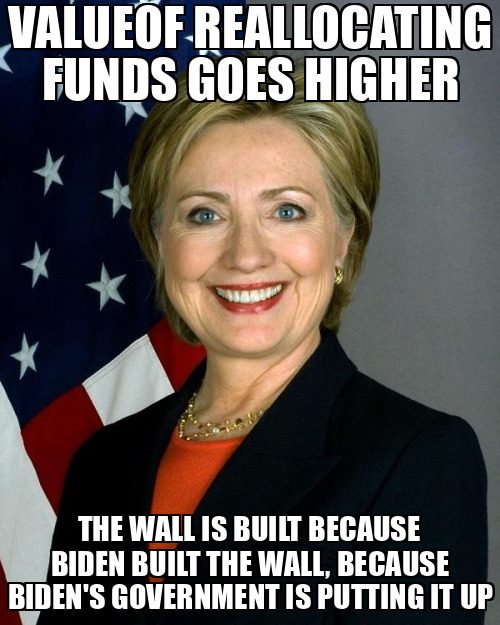 VALUEOF REALLOCATING
FUNDS GOES HIGHER
THE WALL IS BUILT BECAUSE
BIDEN BUILT THE WALL, BECAUSE
BIDEN'S GOVERNMENT IS PUTTING IT UP